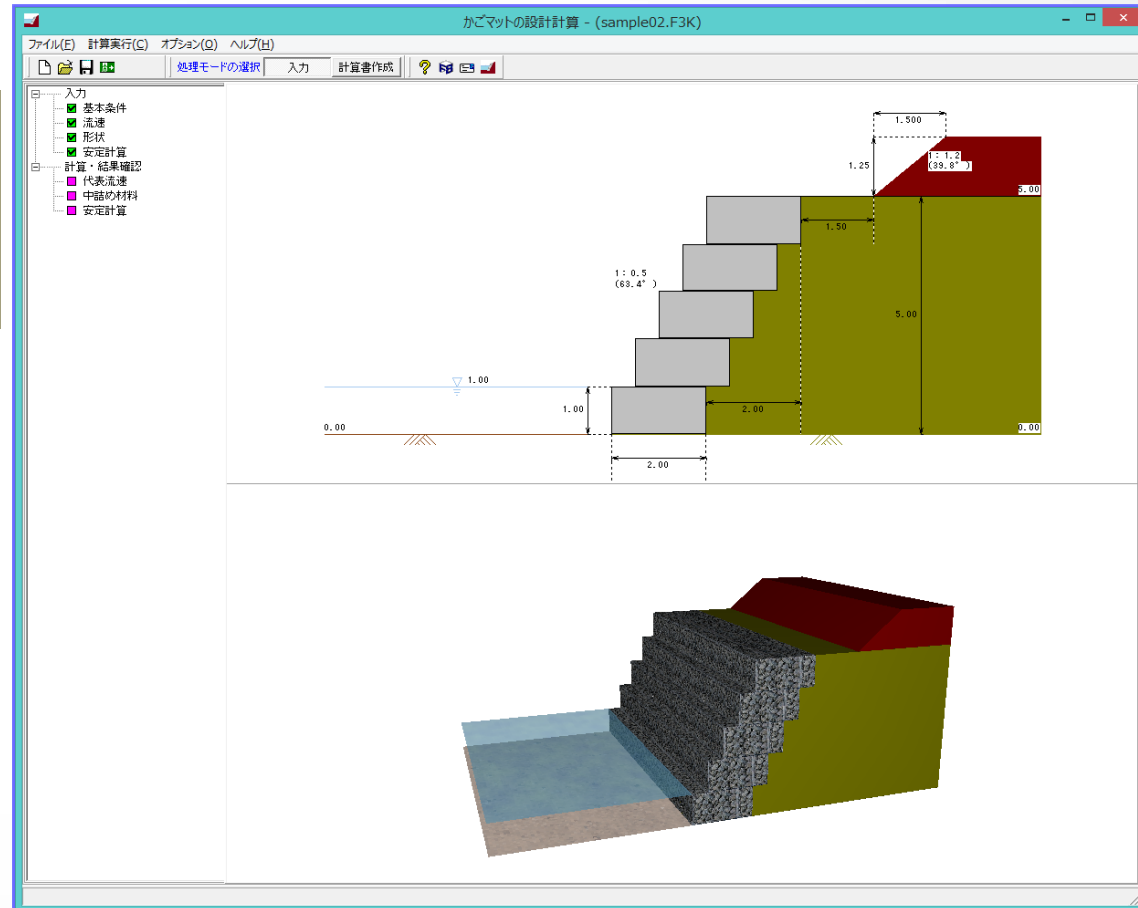 かごマットの設計計算 - (sample02.F3K)
ファイル(F) 計算実行(C) オプション(O) ヘルプ(H)
処理モードの選択 入力 計算書作成
入力
基本条件
流速
形状
安定計算
計算・結果確認
代表流速
中詰め材料
安定計算
1.500
1.25
1:1.2
(39.8°)
5.00
1.50
1:0.5
(63.4°)
5.00
1.00
1.00
2.00
0.00
0.00
2.00